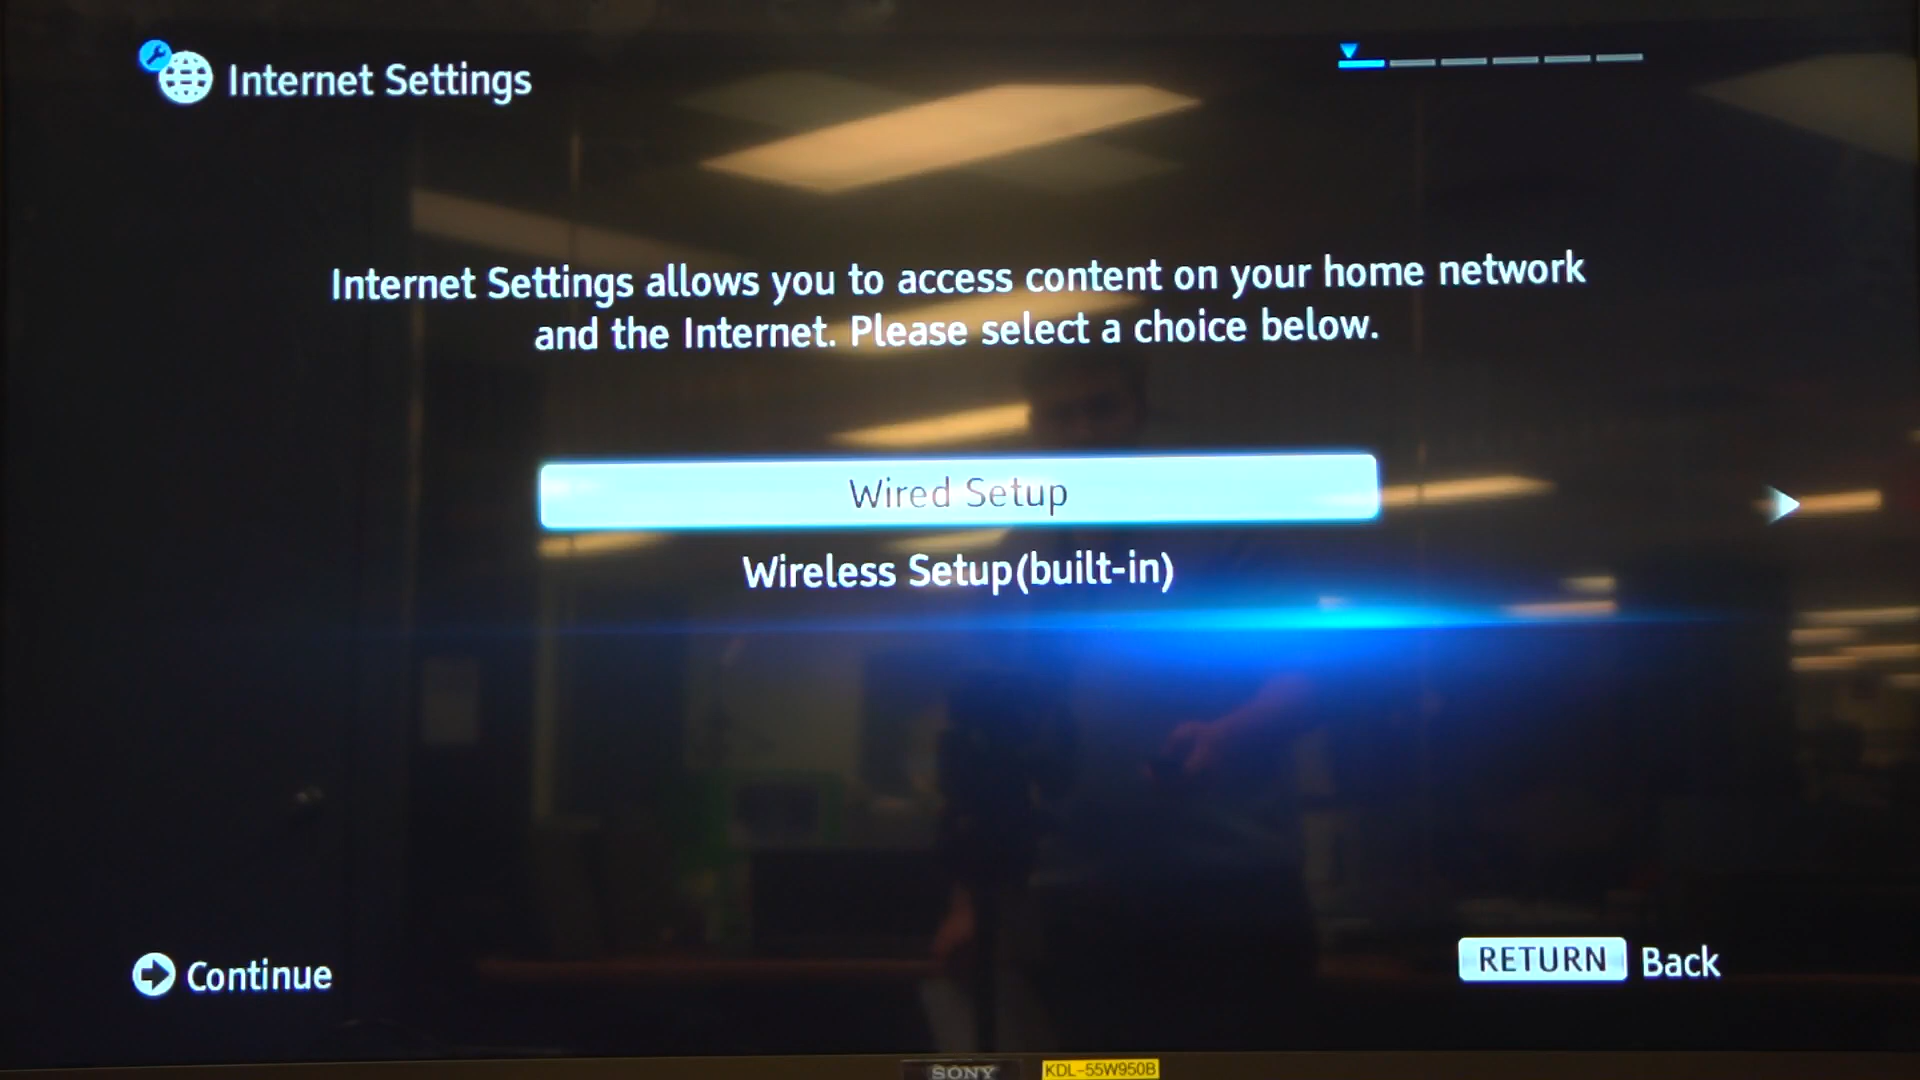 Internet Settings
Internet Settings allows you to access content on your home network
and the Internet. Please select a choice below.
Wired Setup
Wireless Setup(built-in)
Continue
RETURN Back
SONY
KDL-55W950B